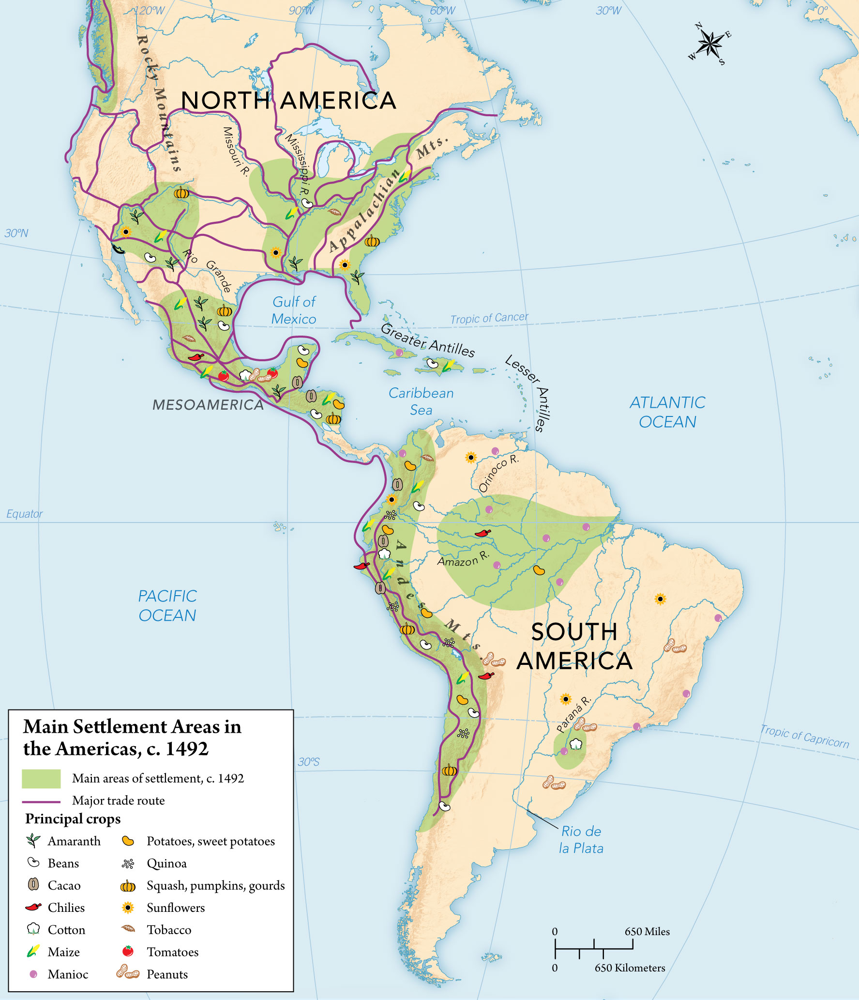 120°W
90°W
60°W
30°W
0°
N
E
W
S
Rocky Mountains
NORTH AMERICA
Missouri R.
Mississippi R.
Appalachian Mts.
30°N
Rio Grande
Gulf of
Mexico
Tropic of Cancer
Greater Antilles
Lesser Antilles
Caribbean
Sea
MESOAMERICA
ATLANTIC
OCEAN
Orinoco R.
Equator
Amazon R.
Andes Mts.
PACIFIC
OCEAN
SOUTH
AMERICA
Paraná R.
Tropic of Capricorn
30°S
Rio de
la Plata
Main Settlement Areas in
the Americas, c. 1492
Main areas of settlement, c. 1492
Major trade route
Principal crops
Amaranth
Beans
Cacao
Chilies
Cotton
Maize
Manioc
Potatoes, sweet potatoes
Quinoa
Squash, pumpkins, gourds
Sunflowers
Tobacco
Tomatoes
Peanuts
0 650 Miles
0 650 Kilometers